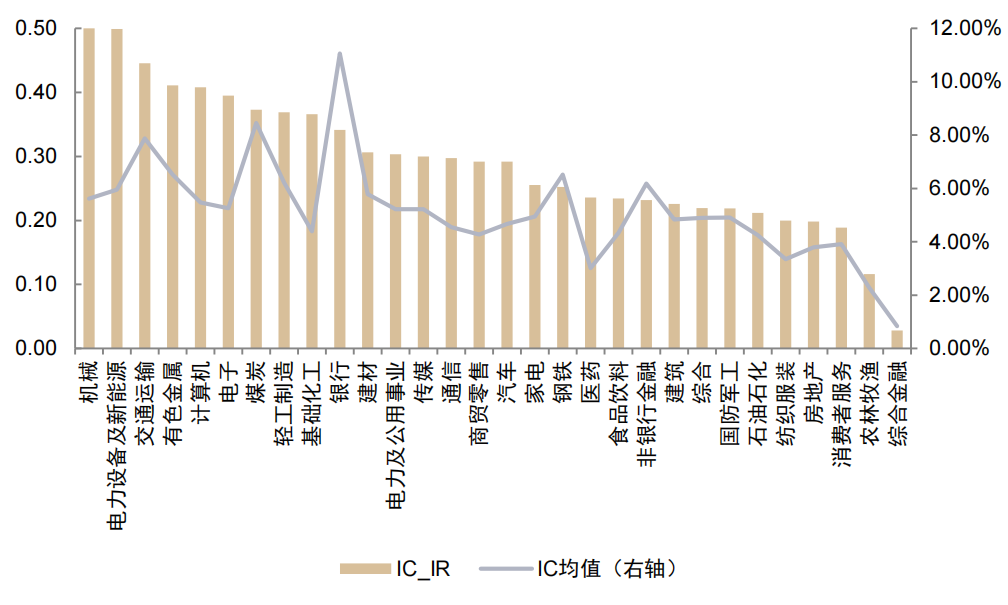 0.50
0.40
0.30
0.20
0.10
0.00
12.00%
10.00%
8.00%
6.00%
4.00%
2.00%
0.00%
机械
电力设备及新能源
交通运输
有色金属
计算机
电子
煤炭
轻工制造
基础化工
银行
建材
电力及公用事业
传媒
通信
商贸零售
汽车
家电
钢铁
医药
食品饮料
非银行金融
建筑
综合
国防军工
石油石化
纺织服装
房地产
消费者服务
农林牧渔
综合金融
IC_IR
IC均值（右轴）